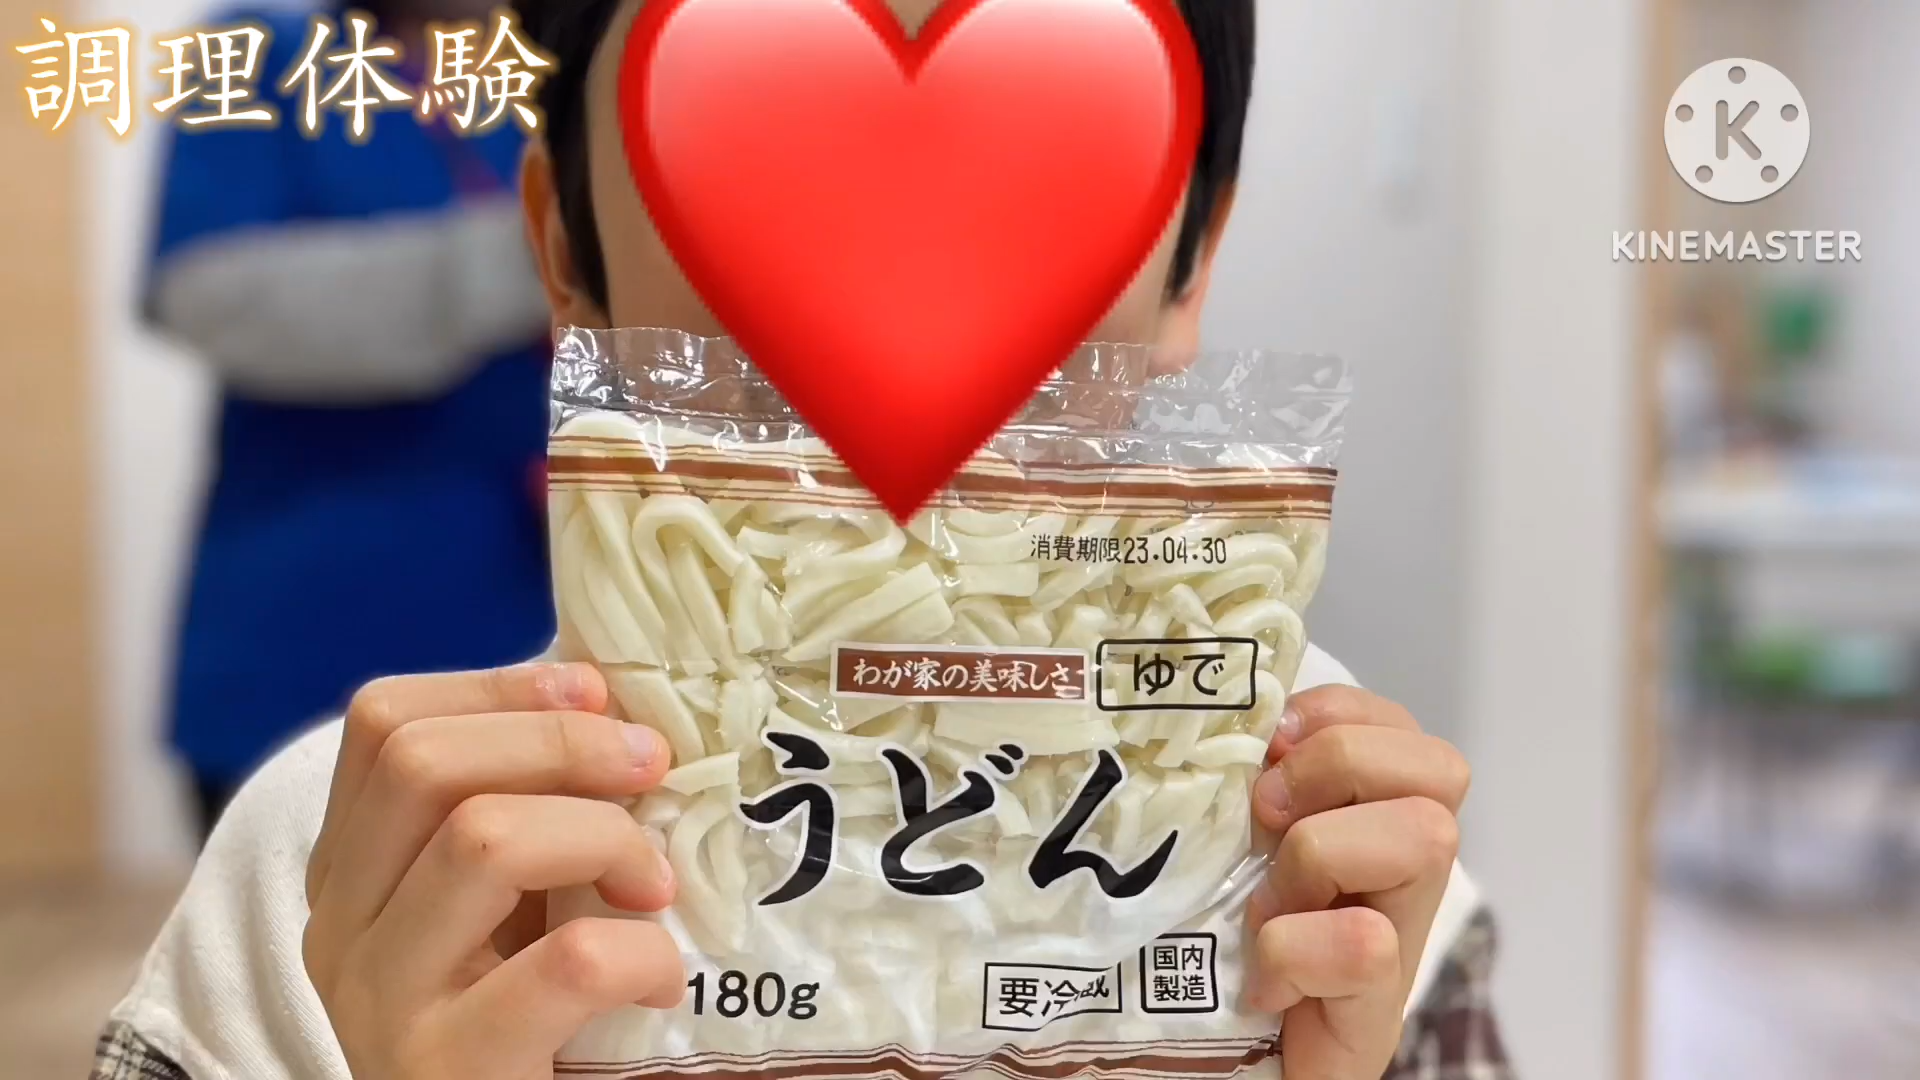 調理体験
KINEMASTER
消費期限23.04.30
わが家の美味しさ
ゆで
うどん
180g
要冷蔵
国内
製造